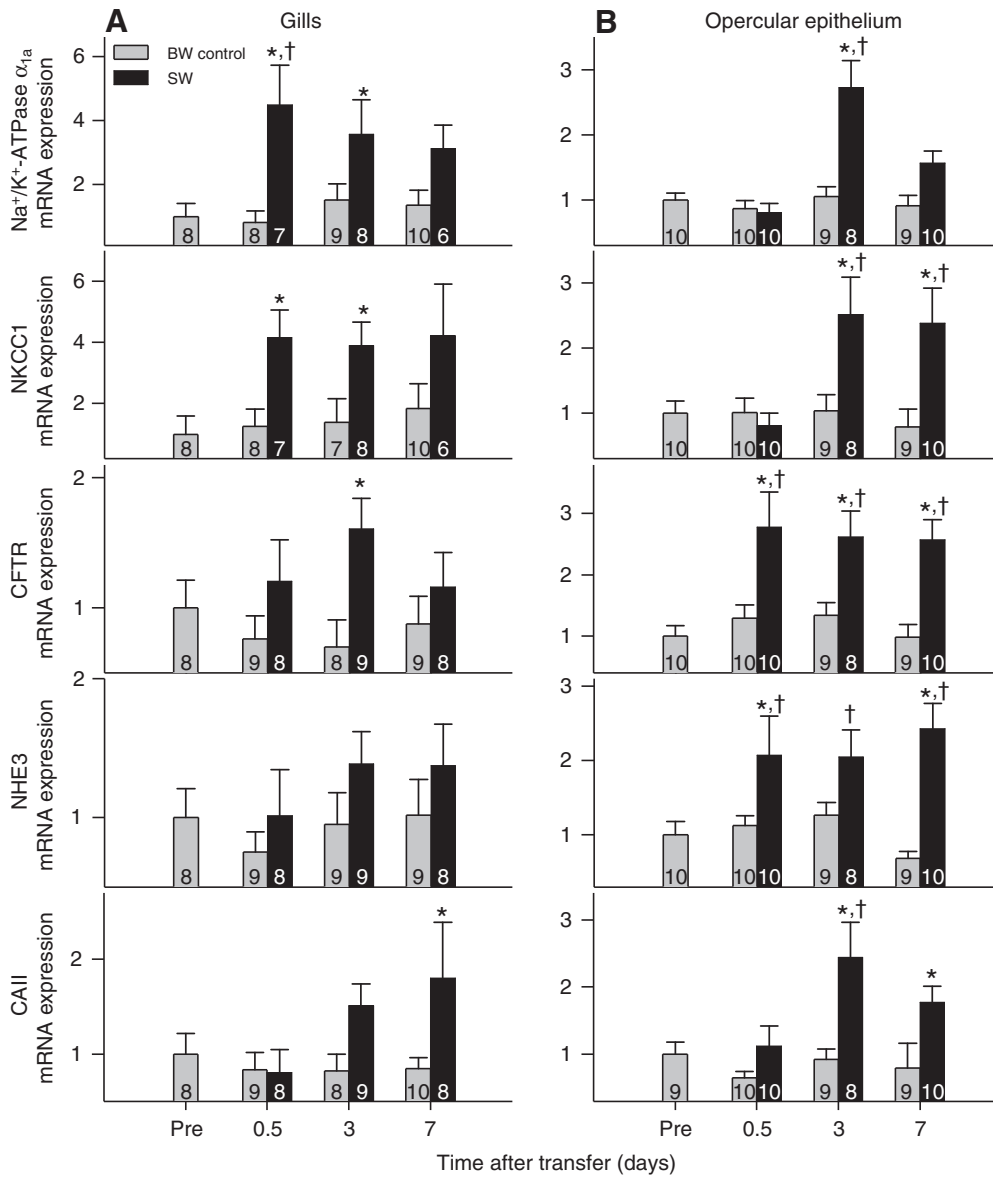 A Gills
B Opercular epithelium
BW control
SW
Na⁺/K⁺-ATPase α1a
mRNA expression
6
4
2
*,†
*
8 8 7 9 8 10 6
3
2
1
*,†
10 10 10 9 8 9 10
NKCC1
mRNA expression
6
4
2
*
*
8 8 7 7 8 10 6
3
2
1
*,†
*,†
10 10 10 9 8 9 10
CFTR
mRNA expression
2
1
*
8 9 8 8 9 9 8
3
2
1
*,†
*,†
*,†
10 10 10 9 8 9 10
NHE3
mRNA expression
2
1
8 9 8 9 9 9 8
3
2
1
*,†
†
*,†
10 10 10 9 8 9 10
CAII
mRNA expression
2
1
*
8 9 8 8 9 10 8
3
2
1
*,†
*
9 10 10 9 8 9 10
Pre 0.5 3 7
Pre 0.5 3 7
Time after transfer (days)